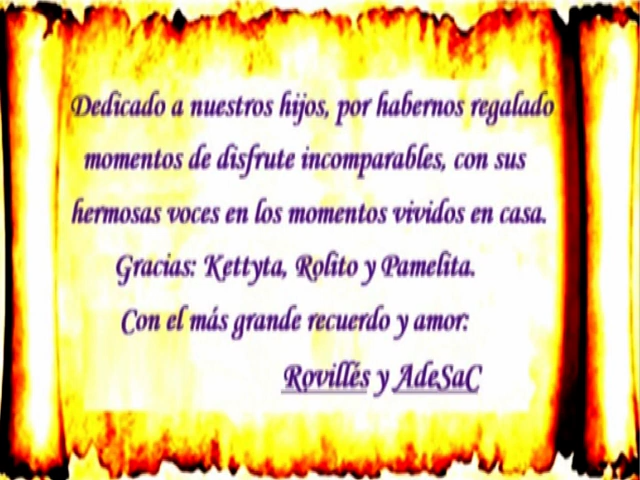 Dedicado a nuestros hijos, por habernos regalado
momentos de disfrute incomparables, con sus
hermosas voces en los momentos vividos en casa.
Gracias: Kettyta, Rolito y Pamelita.
Con el más grande recuerdo y amor:
Rovillés y AdeSaC